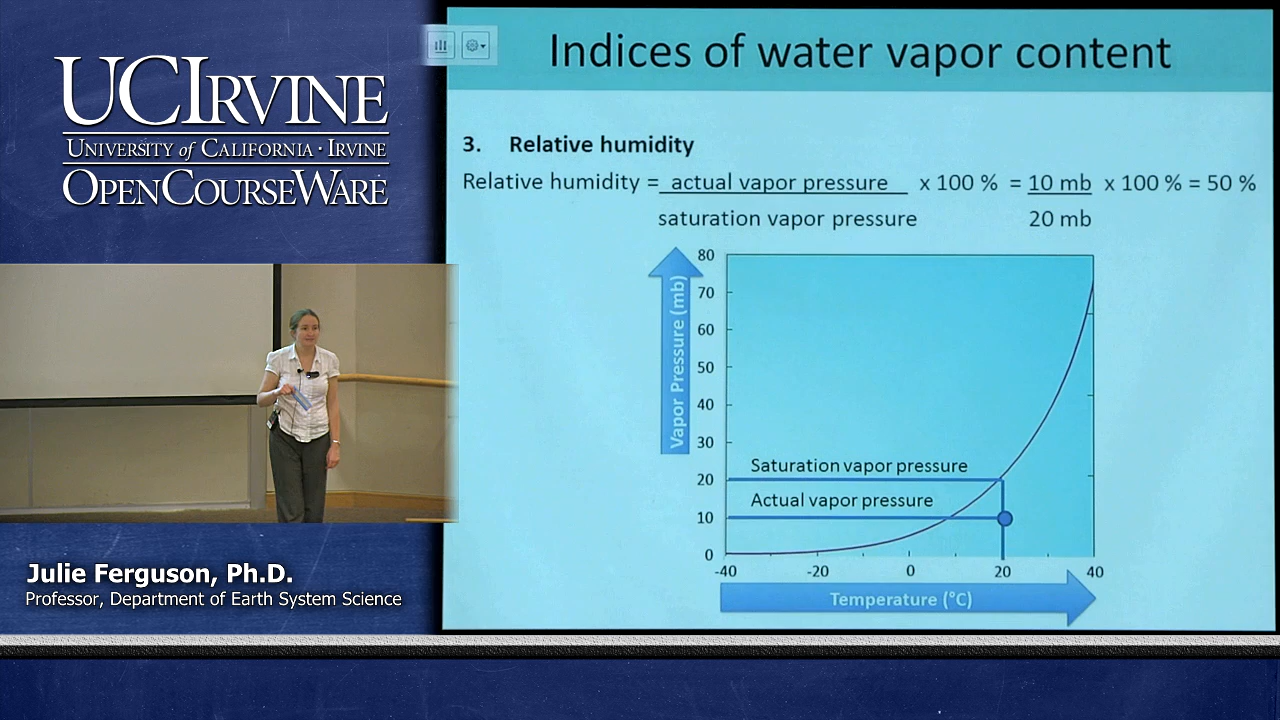 UCIRVINE
UNIVERSITY of CALIFORNIA · IRVINE
OPENCOURSEWARE
Julie Ferguson, Ph.D.
Professor, Department of Earth System Science
Indices of water vapor content
3. Relative humidity
Relative humidity = actual vapor pressure x 100 % = 10 mb x 100 % = 50 %
saturation vapor pressure 20 mb
Vapor Pressure (mb)
80
70
60
50
40
30
20
10
0
Saturation vapor pressure
Actual vapor pressure
-40 -20 0 20 40
Temperature (°C)